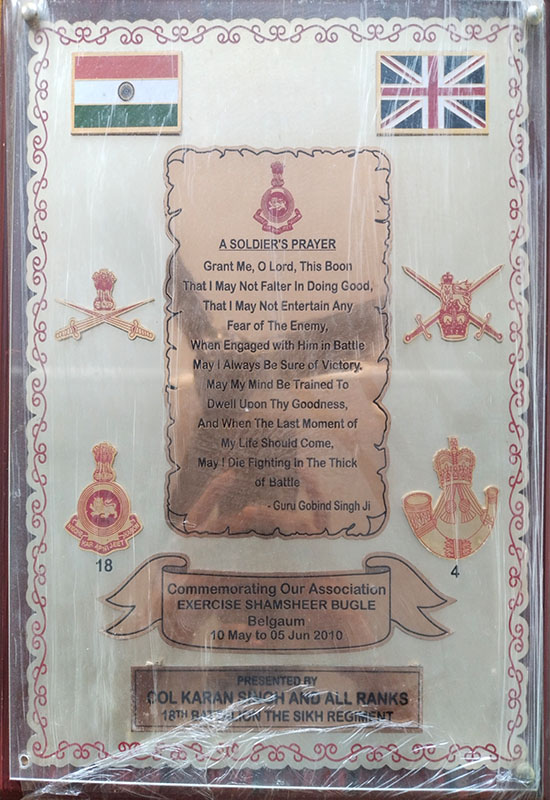 A SOLDIER'S PRAYER
Grant Me, O Lord, This Boon
That I May Not Falter In Doing Good,
That I May Not Entertain Any
Fear of The Enemy,
When Engaged with Him in Battle
May I Always Be Sure of Victory.
May My Mind Be Trained To
Dwell Upon Thy Goodness,
And When The Last Moment of
My Life Should Come,
May I Die Fighting In The Thick
of Battle
- Guru Gobind Singh Ji
18
4
Commemorating Our Association
EXERCISE SHAMSHEER BUGLE
Belgaum
10 May to 05 Jun 2010
PRESENTED BY
COL KARAN SINGH AND ALL RANKS
18TH BATTALION THE SIKH REGIMENT